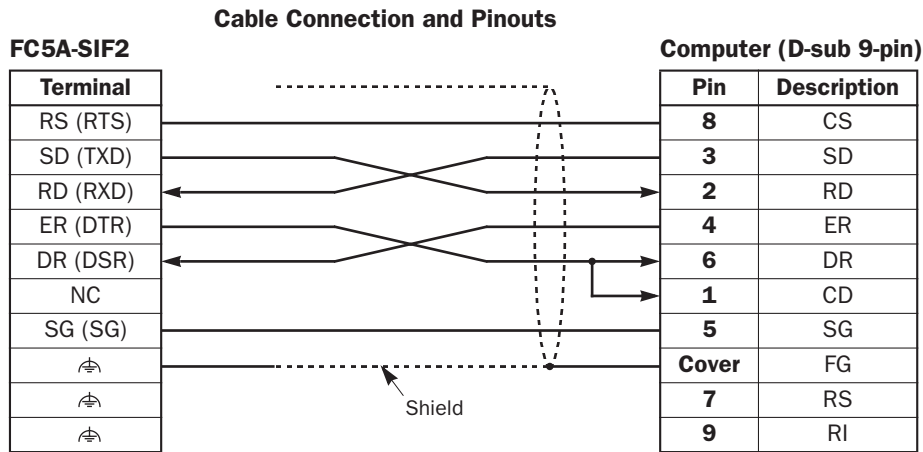 Cable Connection and Pinouts
FC5A-SIF2 Computer (D-sub 9-pin)
Terminal Pin Description
RS (RTS) 8 CS
SD (TXD) 3 SD
RD (RXD) 2 RD
ER (DTR) 4 ER
DR (DSR) 6 DR
NC 1 CD
SG (SG) 5 SG
Cover FG
Shield 7 RS
9 RI